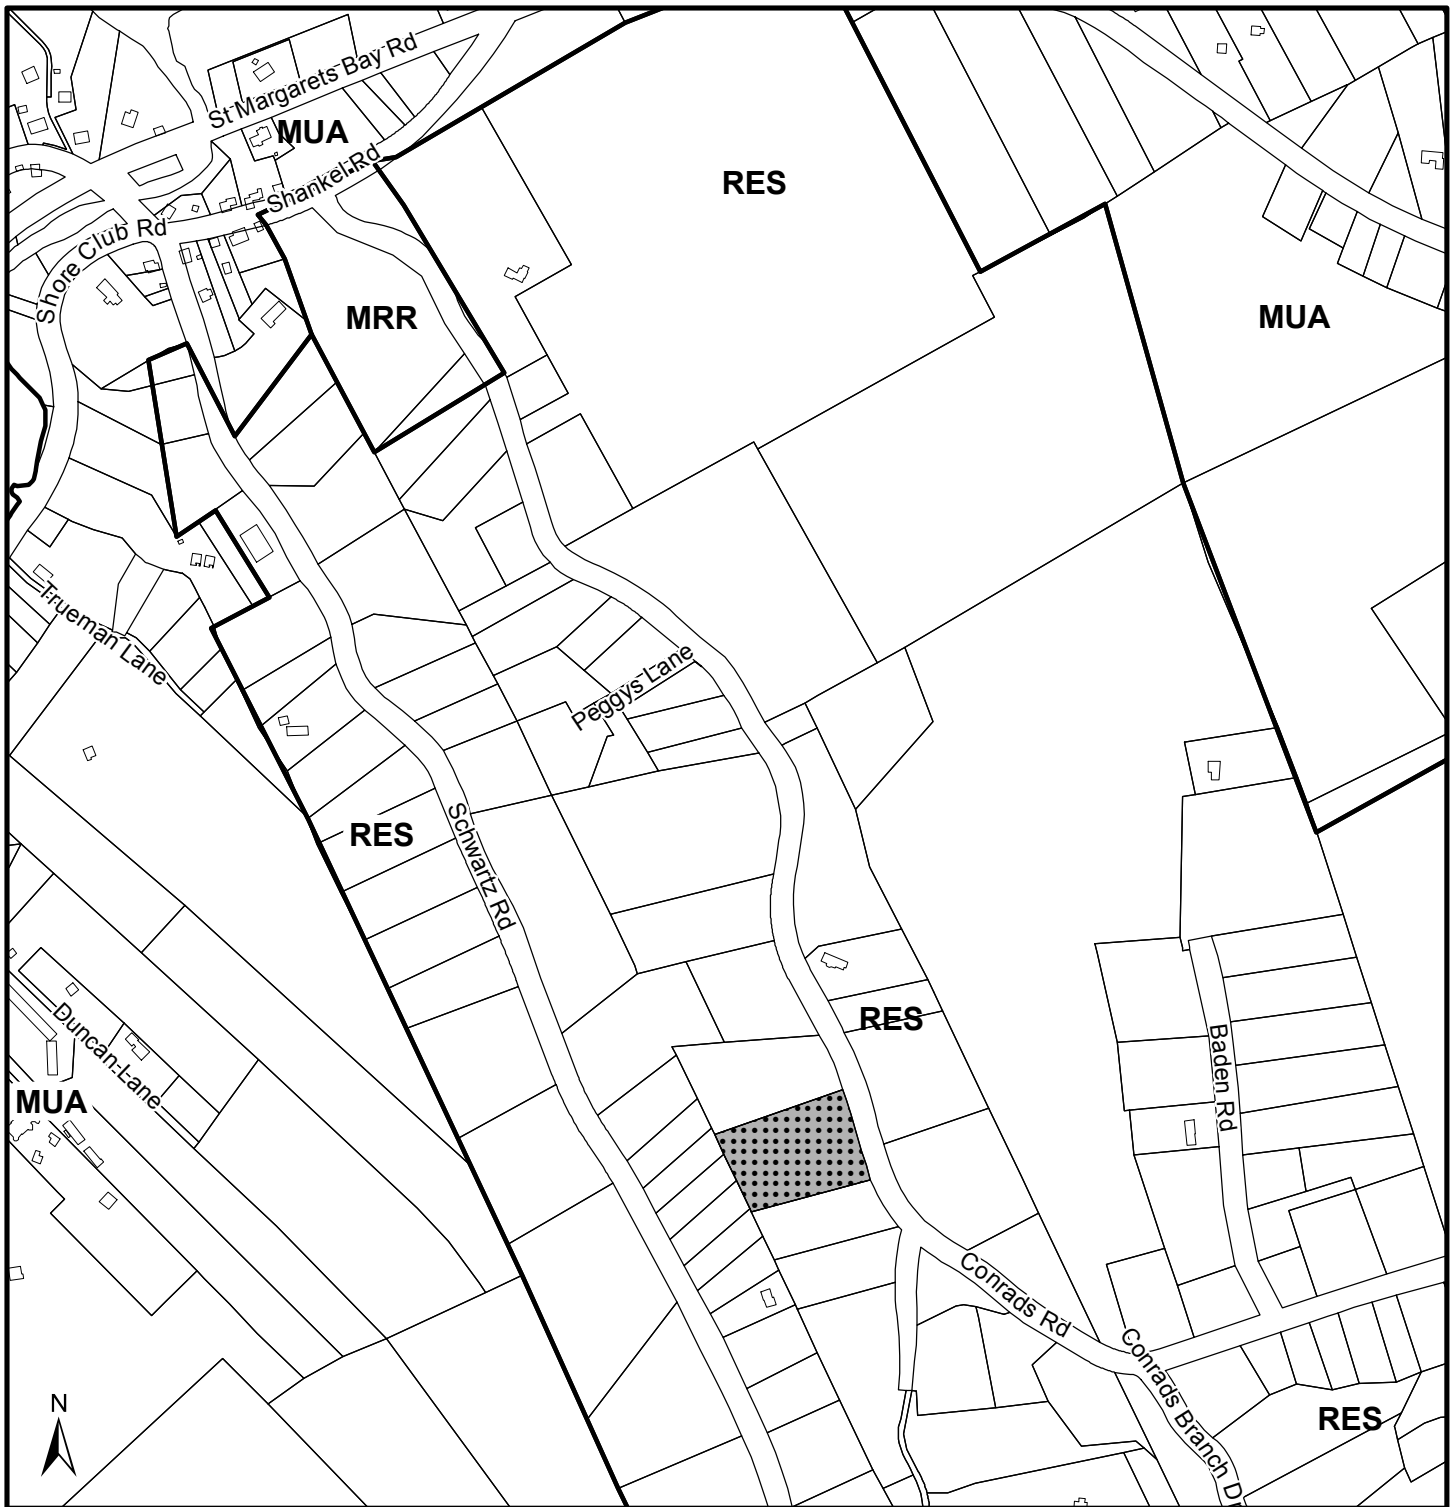 St Margarets Bay Rd
MUA
Shankel Rd
RES
Shore Club Rd
MRR
MUA
Trueman Lane
Peggys Lane
RES
Schwartz Rd
RES
Duncan Lane
MUA
Baden Rd
Conrads Rd
Conrads Branch Dr
RES
N